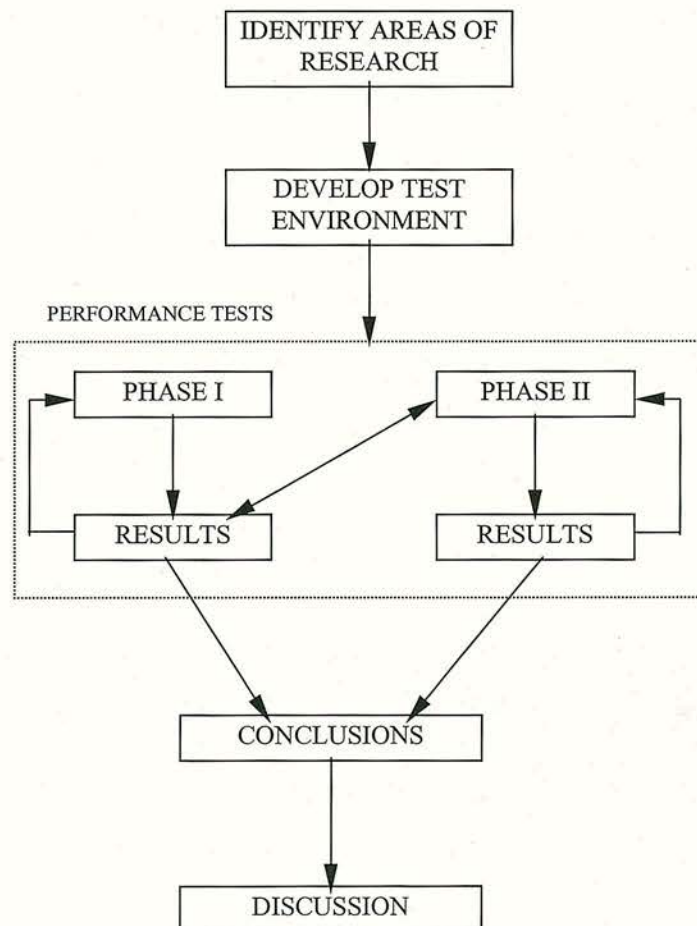 IDENTIFY AREAS OF
RESEARCH
DEVELOP TEST
ENVIRONMENT
PERFORMANCE TESTS
PHASE I
PHASE II
RESULTS
RESULTS
CONCLUSIONS
DISCUSSION